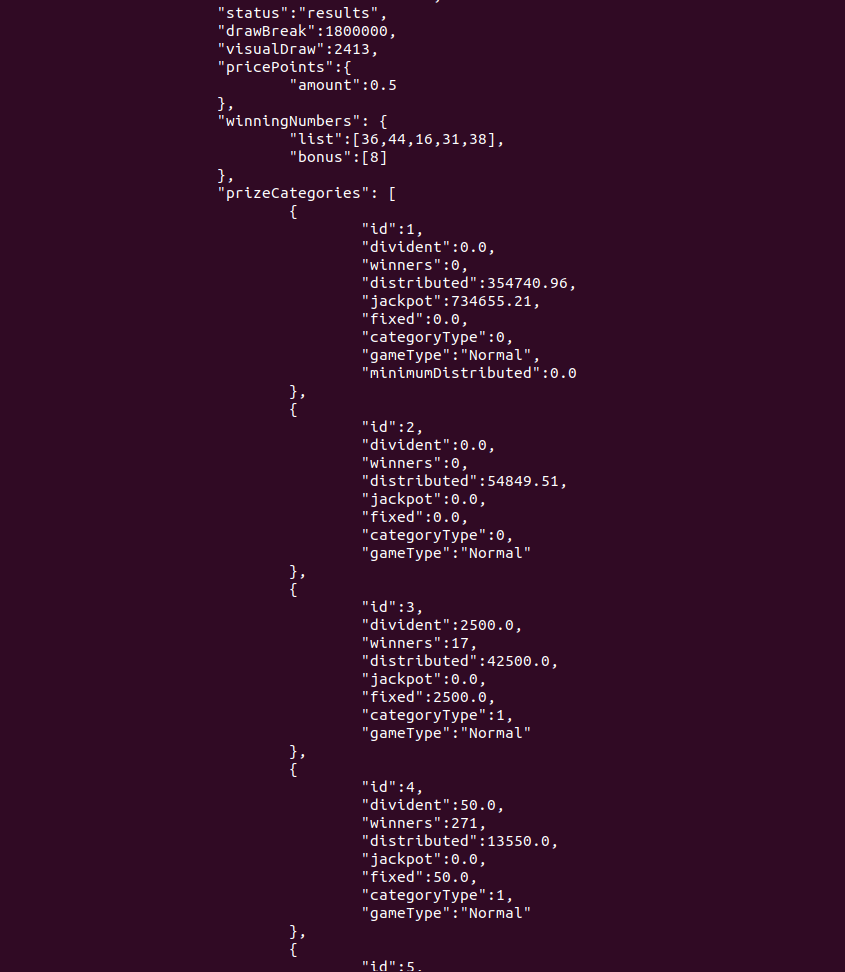 "status":"results",
"drawBreak":1800000,
"visualDraw":2413,
"pricePoints":{
"amount":0.5
},
"winningNumbers": {
"list":[36,44,16,31,38],
"bonus":[8]
},
"prizeCategories": [
{
"id":1,
"divident":0.0,
"winners":0,
"distributed":354740.96,
"jackpot":734655.21,
"fixed":0.0,
"categoryType":0,
"gameType":"Normal",
"minimumDistributed":0.0
},
{
"id":2,
"divident":0.0,
"winners":0,
"distributed":54849.51,
"jackpot":0.0,
"fixed":0.0,
"categoryType":0,
"gameType":"Normal"
},
{
"id":3,
"divident":2500.0,
"winners":17,
"distributed":42500.0,
"jackpot":0.0,
"fixed":2500.0,
"categoryType":1,
"gameType":"Normal"
},
{
"id":4,
"divident":50.0,
"winners":271,
"distributed":13550.0,
"jackpot":0.0,
"fixed":50.0,
"categoryType":1,
"gameType":"Normal"
},
{
"id":5,